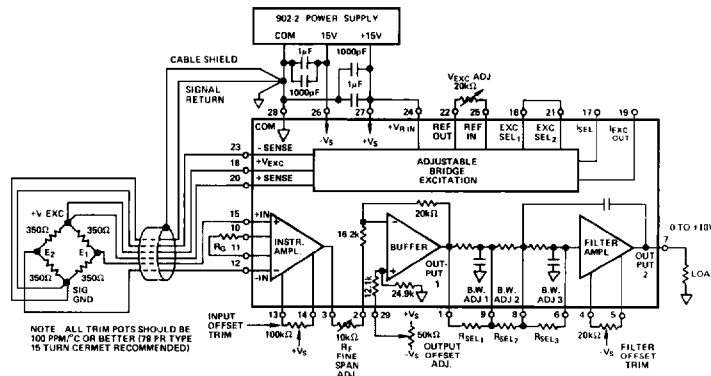 902-2 POWER SUPPLY
COM 15V +15V
CABLE SHIELD
1µF
1000pF
1000pF
1µF
SIGNAL
RETURN
V EXC ADJ
20kΩ
28 26 27 24 22 25 16 21 17 19
COM
-VS
+VS
+VR IN
REF
OUT
REF
IN
EXC
SEL1
EXC
SEL2
ISEL
IEXC
OUT
23 - SENSE
18 +VEXC
20 + SENSE
ADJUSTABLE
BRIDGE
EXCITATION
+V EXC
350Ω
350Ω
E2
E1
350Ω
350Ω
SIG
GND
15 +IN
10
RG
11
12 -IN
INSTR.
AMPL.
+
-
16.2k
20kΩ
-
BUFFER
+
12.1k
24.9k
OUT-
PUT
1
B.W.
ADJ 1
B.W.
ADJ 2
B.W.
ADJ 3
FILTER
AMPL
OUT
PUT
2
7
0 TO +10V
LOA
13 14 3 2 29 1 9 8 6 4 5
INPUT
OFFSET
TRIM
100kΩ
+VS
10kΩ
RF
FINE
SPAN
ADJ
+VS
50kΩ
-VS
OUTPUT
OFFSET
ADJ.
RSEL1
RSEL2
RSEL3
20kΩ
-VS
FILTER
OFFSET
TRIM
NOTE ALL TRIM POTS SHOULD BE
100 PPM/°C OR BETTER (79 PR TYPE
15 TURN CERMET RECOMMENDED)